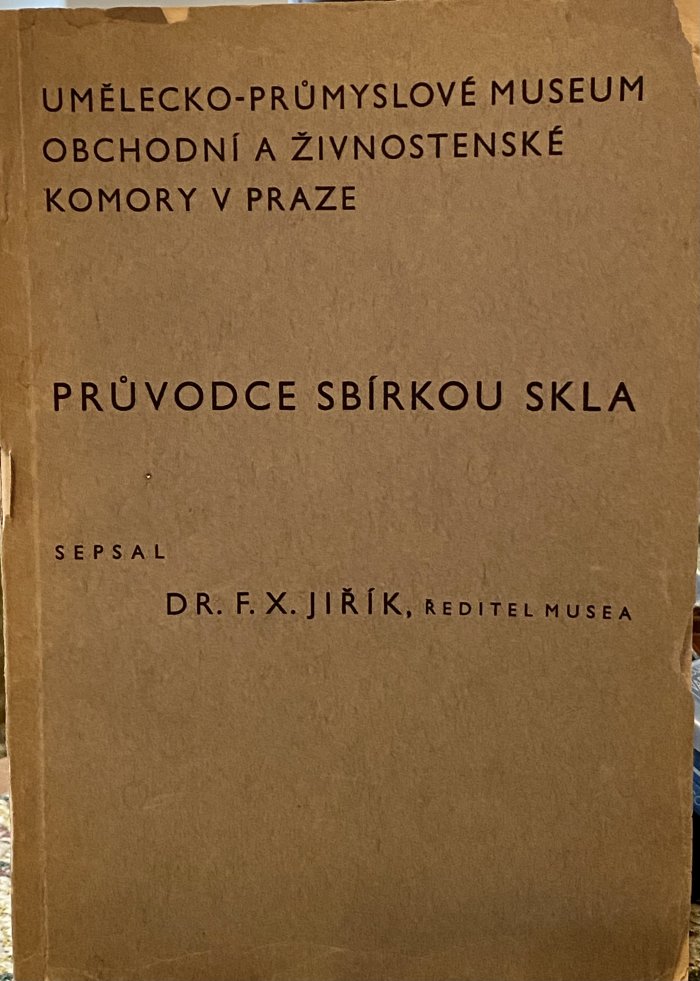 UMĚLECKO-PRŮMYSLOVÉ MUSEUM
OBCHODNÍ A ŽIVNOSTENSKÉ
KOMORY V PRAZE
PRŮVODCE SBÍRKOU SKLA
SEPSAL
DR. F. X. JIŘÍK, ŘEDITEL MUSEA